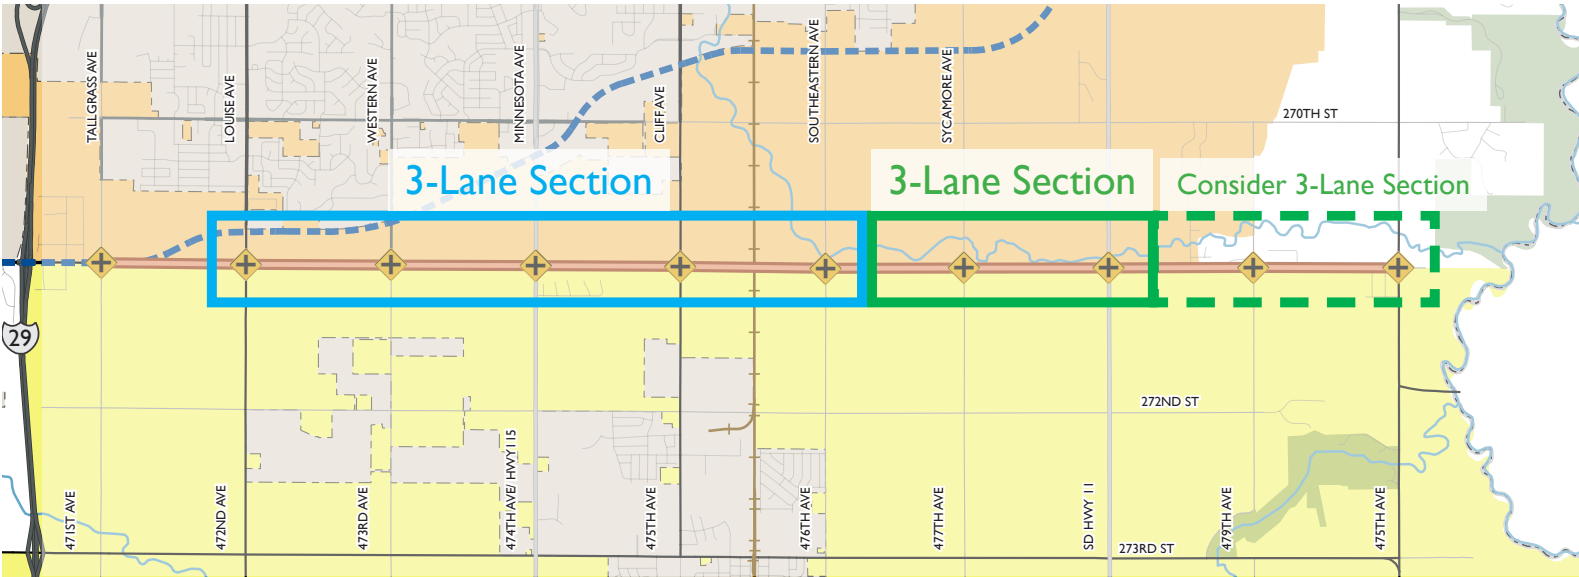 TALLGRASS AVE
LOUISE AVE
WESTERN AVE
MINNESOTA AVE
CLIFF AVE
SOUTHEASTERN AVE
SYCAMORE AVE
270TH ST
3-Lane Section
3-Lane Section
Consider 3-Lane Section
29
272ND ST
471ST AVE
472ND AVE
473RD AVE
474TH AVE/ HWY115
475TH AVE
476TH AVE
477TH AVE
SD HWY 11
479TH AVE
475TH AVE
273RD ST